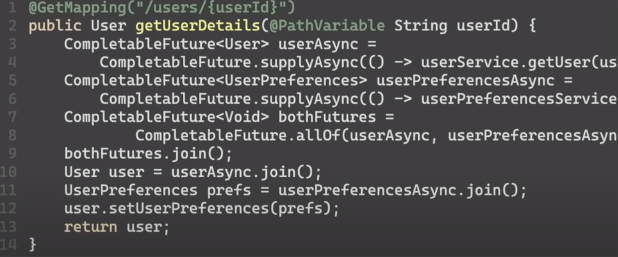 1 @GetMapping("/users/{userId}")
2 public User getUserDetails(@PathVariable String userId) {
3 CompletableFuture<User> userAsync =
4 CompletableFuture.supplyAsync(() -> userService.getUser(us
5 CompletableFuture<UserPreferences> userPreferencesAsync =
6 CompletableFuture.supplyAsync(() -> userPreferencesService
7 CompletableFuture<Void> bothFutures =
8 CompletableFuture.allOf(userAsync, userPreferencesAsyn
9 bothFutures.join();
10 User user = userAsync.join();
11 UserPreferences prefs = userPreferencesAsync.join();
12 user.setUserPreferences(prefs);
13 return user;
14 }